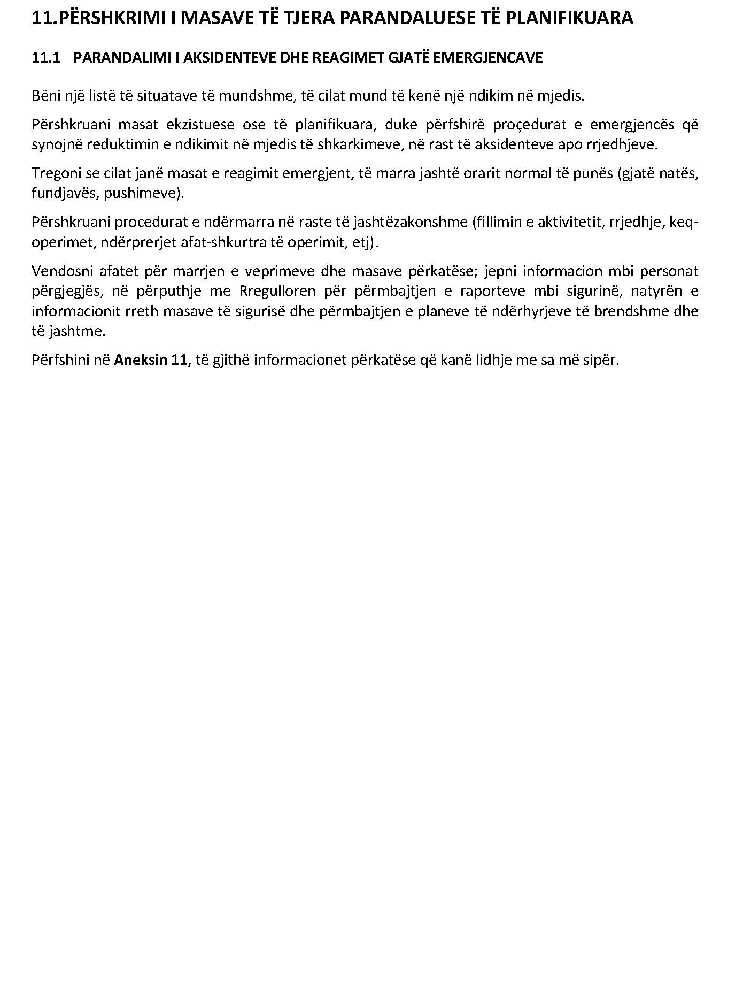 11.PËRSHKRIMI I MASAVE TË TJERA PARANDALUESE TË PLANIFIKUARA
11.1 PARANDALIMI I AKSIDENTEVE DHE REAGIMET GJATË EMERGJENCAVE
Bëni një listë të situatave të mundshme, të cilat mund të kenë një ndikim në mjedis.
Përshkruani masat ekzistuese ose të planifikuara, duke përfshirë proçedurat e emergjencës që
synojnë reduktimin e ndikimit në mjedis të shkarkimeve, në rast të aksidenteve apo rrjedhjeve.
Tregoni se cilat janë masat e reagimit emergjent, të marra jashtë orarit normal të punës (gjatë natës,
fundjavës, pushimeve).
Përshkruani procedurat e ndërmarra në raste të jashtëzakonshme (fillimin e aktivitetit, rrjedhje, keq-
operimet, ndërprerjet afat-shkurtra të operimit, etj).
Vendosni afatet për marrjen e veprimeve dhe masave përkatëse; jepni informacion mbi personat
përgjegjës, në përputhje me Rregulloren për përmbajtjen e raporteve mbi sigurinë, natyrën e
informacionit rreth masave të sigurisë dhe përmbajtjen e planeve të ndërhyrjeve të brendshme dhe
të jashtme.
Përfshini në Aneksin 11, të gjithë informacionet përkatëse që kanë lidhje me sa më sipër.